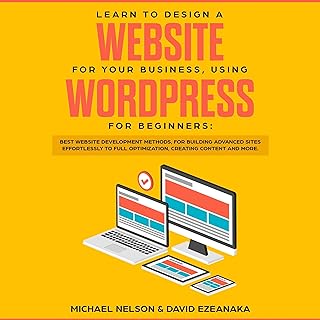 LEARN TO DESIGN A
WEBSITE
FOR YOUR BUSINESS, USING
WORDPRESS
FOR BEGINNERS:
BEST WEBSITE DEVELOPMENT METHODS, FOR BUILDING ADVANCED SITES
EFFORTLESSLY TO FULL OPTIMIZATION, CREATING CONTENT AND MORE.
MICHAEL NELSON & DAVID EZEANAKA